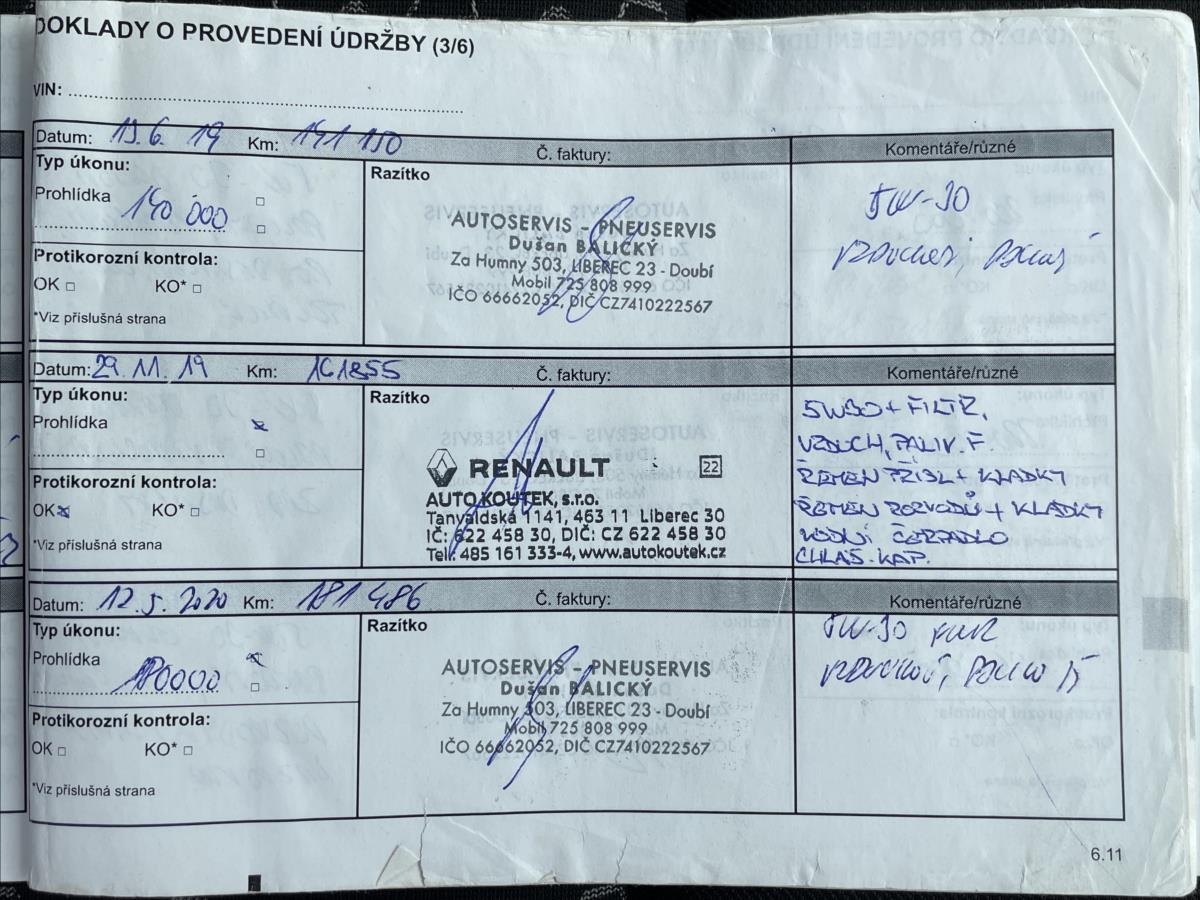 DOKLADY O PROVEDENÍ ÚDRŽBY (3/6)
VIN:
Datum: 19.6. 19 Km: 141 150 Č. faktury: Komentáře/různé
Typ úkonu:
Prohlídka □
140 000 □
Protikorozní kontrola:
OK □ KO* □
*Viz příslušná strana
Razítko
AUTOSERVIS - PNEUSERVIS
Dušan BALICKÝ
Za Humny 503, LIBEREC 23 - Doubí
Mobil 725 808 999
IČO 66662052, DIČ CZ7410222567
5W-30
Datum: 29. 11. 19 Km: 161855 Č. faktury: Komentáře/různé
Typ úkonu:
Prohlídka
□
Protikorozní kontrola:
OK KO* □
*Viz příslušná strana
Razítko
RENAULT 22
AUTO KOUTEK, s.r.o.
Tanvaldská 1141, 463 11 Liberec 30
IČ: 622 458 30, DIČ: CZ 622 458 30
Tel.: 485 161 333-4, www.autokoutek.cz
5W30 + FILTŘ,
VZDUCH, PALIV. F.
ŘEMEN PŘÍSL + KLADKY
ŘEMEN ROZVODŮ + KLADKY
VODNÍ ČERPADLO
CHLAD. KAP.
Datum: 12. 5. 2020 Km: 181 486 Č. faktury: Komentáře/různé
Typ úkonu:
Prohlídka
□
Protikorozní kontrola:
OK □ KO* □
*Viz příslušná strana
Razítko
AUTOSERVIS - PNEUSERVIS
Dušan BALICKÝ
Za Humny 503, LIBEREC 23 - Doubí
Mobil 725 808 999
IČO 66662052, DIČ CZ7410222567
5W-30
6.11